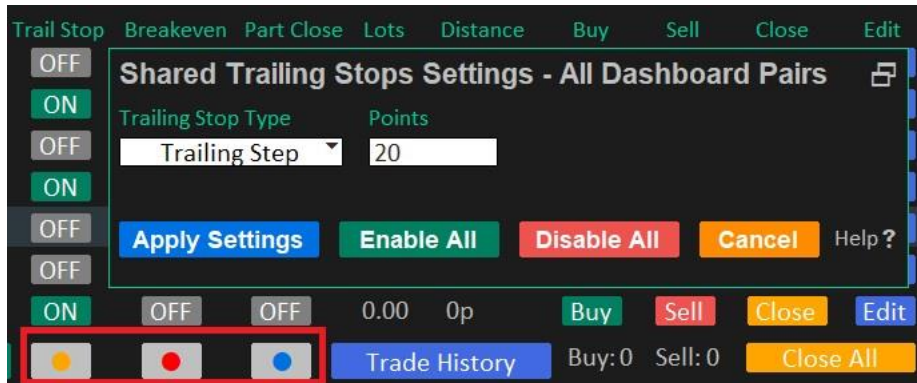 Trail Stop Breakeven Part Close Lots Distance Buy Sell Close Edit
OFF
Shared Trailing Stops Settings - All Dashboard Pairs
ON
Trailing Stop Type Points
OFF
Trailing Step 20
ON
OFF
Apply Settings Enable All Disable All Cancel Help ?
OFF
ON OFF OFF 0.00 0p Buy Sell Close Edit
Trade History Buy: 0 Sell: 0 Close All